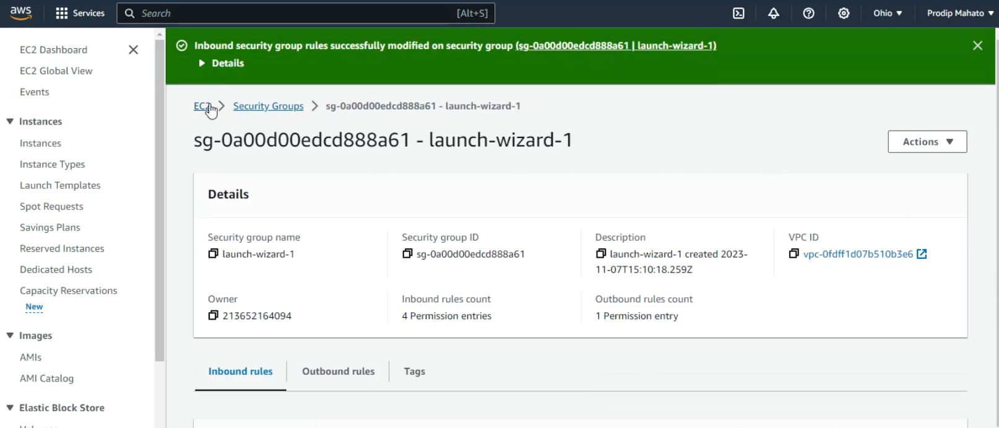 aws
Services
Search [Alt+S]
Ohio ▼
Prodip Mahato ▼
EC2 Dashboard
EC2 Global View
Events
Instances
Instances
Instance Types
Launch Templates
Spot Requests
Savings Plans
Reserved Instances
Dedicated Hosts
Capacity Reservations
New
Images
AMIs
AMI Catalog
Elastic Block Store
Inbound security group rules successfully modified on security group (sg-0a00d00edcd888a61 | launch-wizard-1)
Details
EC2 > Security Groups > sg-0a00d00edcd888a61 - launch-wizard-1
sg-0a00d00edcd888a61 - launch-wizard-1
Actions ▼
Details
Security group name
launch-wizard-1
Security group ID
sg-0a00d00edcd888a61
Description
launch-wizard-1 created 2023-
11-07T15:10:18.259Z
VPC ID
vpc-0fdff1d07b510b3e6
Owner
213652164094
Inbound rules count
4 Permission entries
Outbound rules count
1 Permission entry
Inbound rules
Outbound rules
Tags